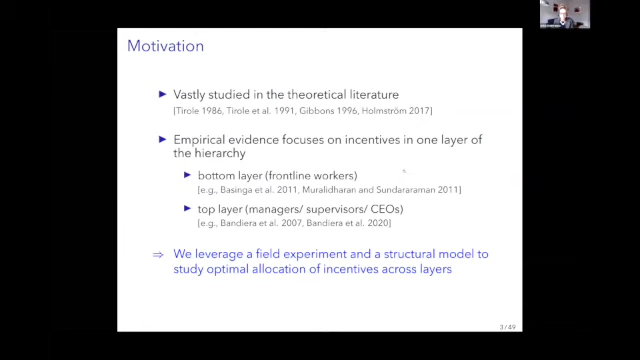 Motivation
Vastly studied in the theoretical literature
[Tirole 1986, Tirole et al. 1991, Gibbons 1996, Holmström 2017]
Empirical evidence focuses on incentives in one layer of
the hierarchy
bottom layer (frontline workers)
[e.g., Basinga et al. 2011, Muralidharan and Sundararaman 2011]
top layer (managers/ supervisors/ CEOs)
[e.g., Bandiera et al. 2007, Bandiera et al. 2020]
⇒ We leverage a field experiment and a structural model to
study optimal allocation of incentives across layers
3/49